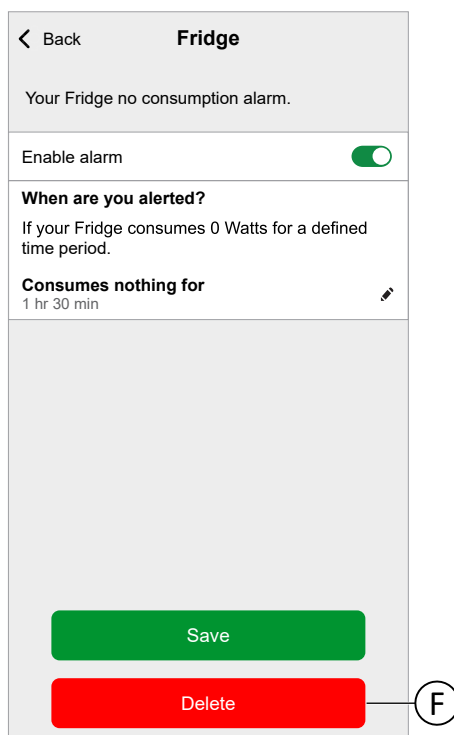 Back
Fridge
Your Fridge no consumption alarm.
Enable alarm
When are you alerted?
If your Fridge consumes 0 Watts for a defined
time period.
Consumes nothing for
1 hr 30 min
Save
Delete
F